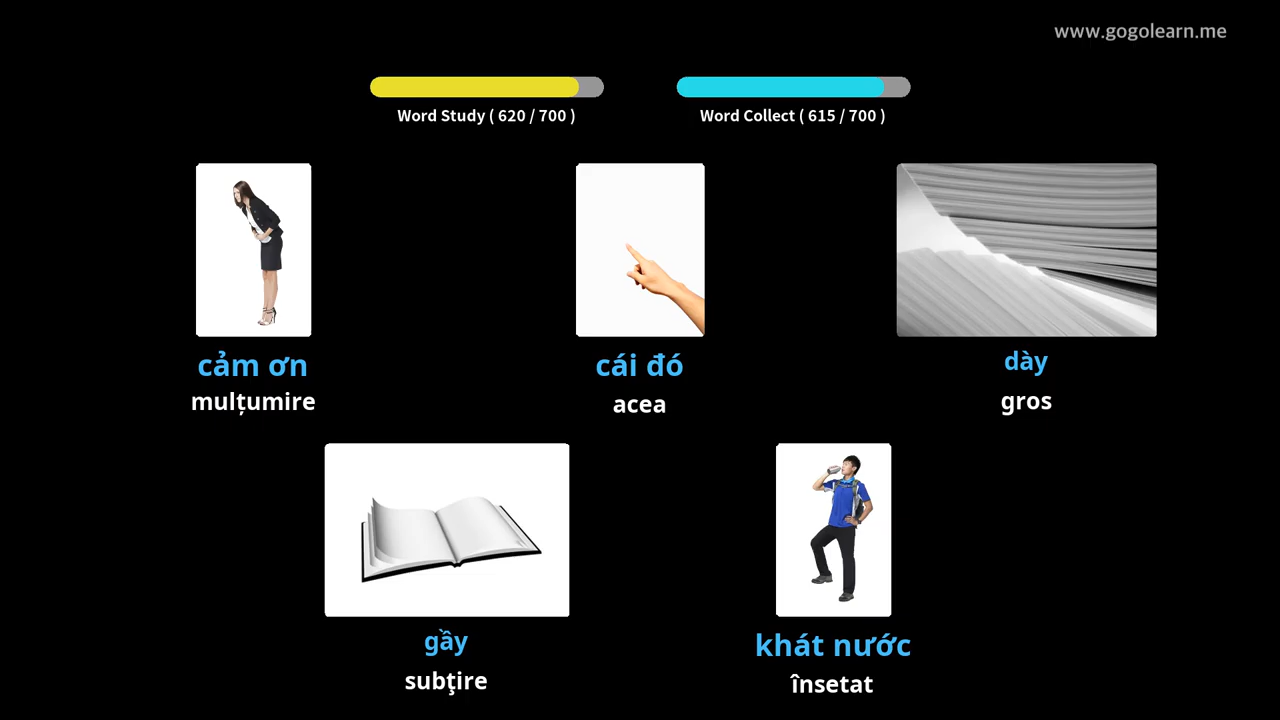 www.gogolearn.me
Word Study ( 620 / 700 )
Word Collect ( 615 / 700 )
cảm ơn
mulțumire
cái đó
acea
dày
gros
gầy
subţire
khát nước
însetat